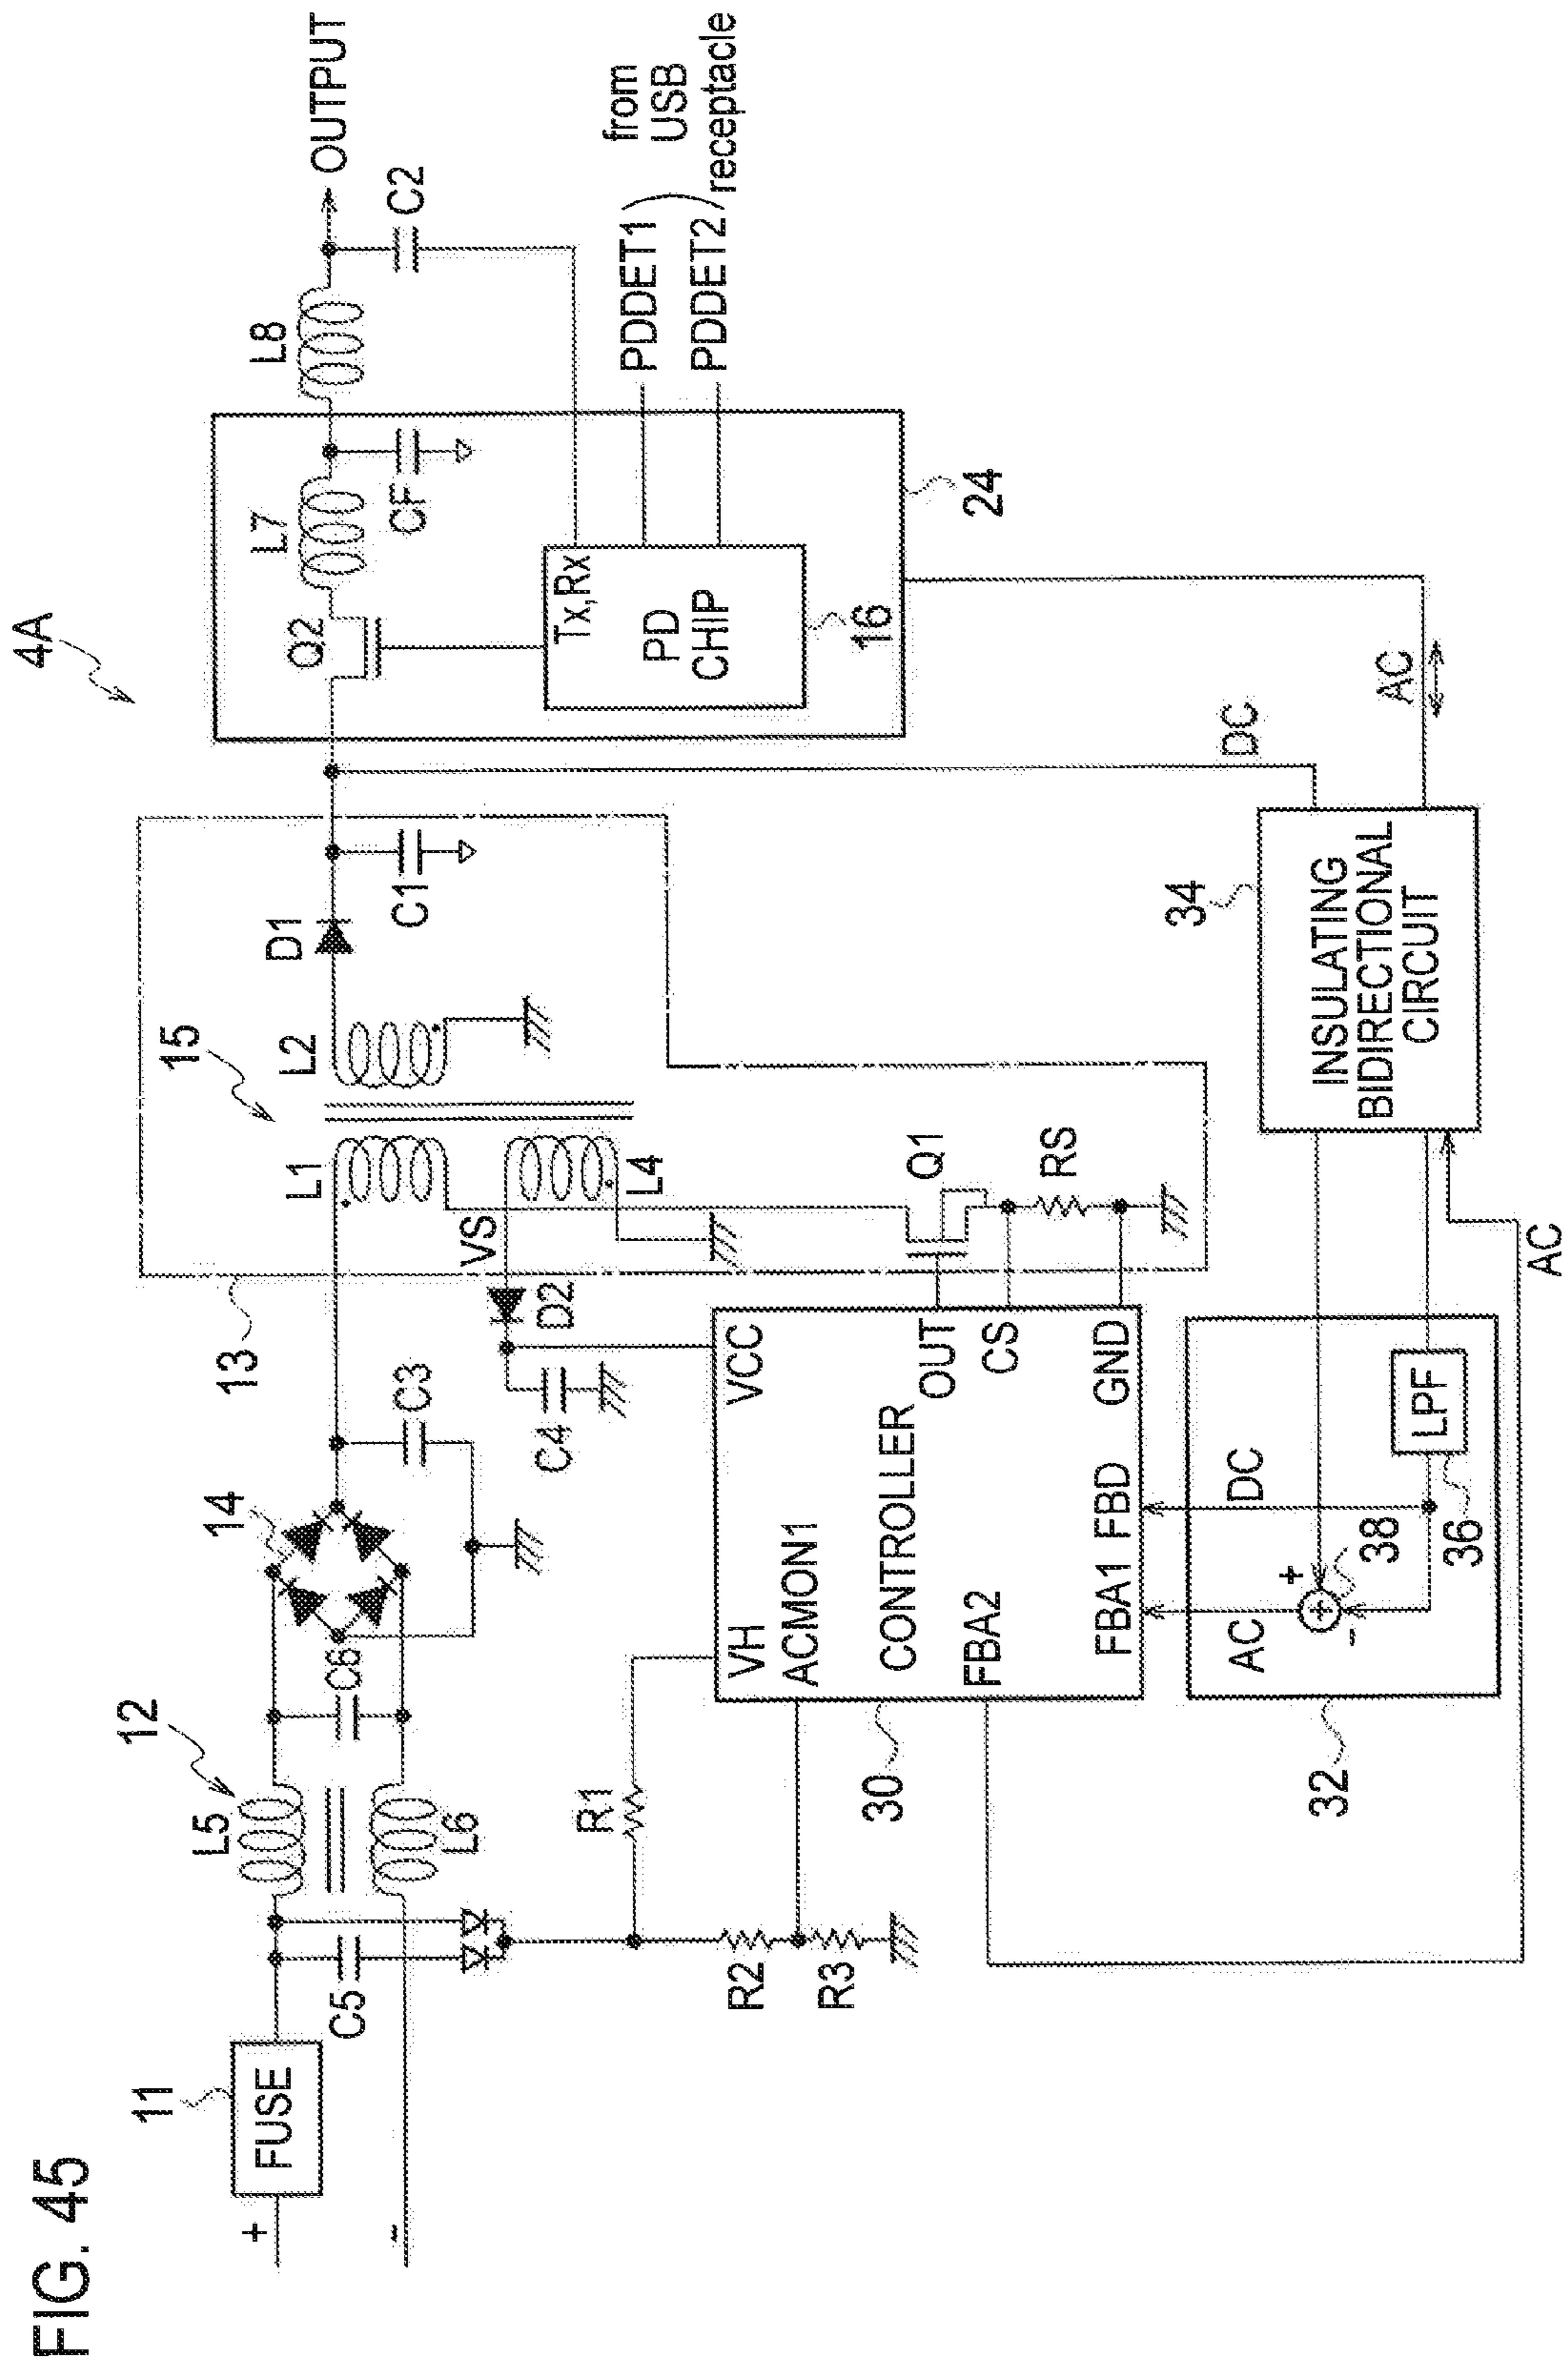 FIG. 45
4A
+
-
FUSE
11
C5
L5
L6
12
C6
14
C3
13
R1
R2
R3
VS
D2
C4
15
L1
L2
L4
D1
C1
Q1
RS
Q2
L7
CF
L8
C2
OUTPUT
Tx,Rx
PD
CHIP
16
24
PDDET1
PDDET2
from
USB
receptacle
VH
VCC
ACMON1
CONTROLLER
OUT
CS
GND
FBA2
FBA1
FBD
30
AC
DC
+
-
38
LPF
36
32
34
INSULATING
BIDIRECTIONAL
CIRCUIT
DC
AC
AC